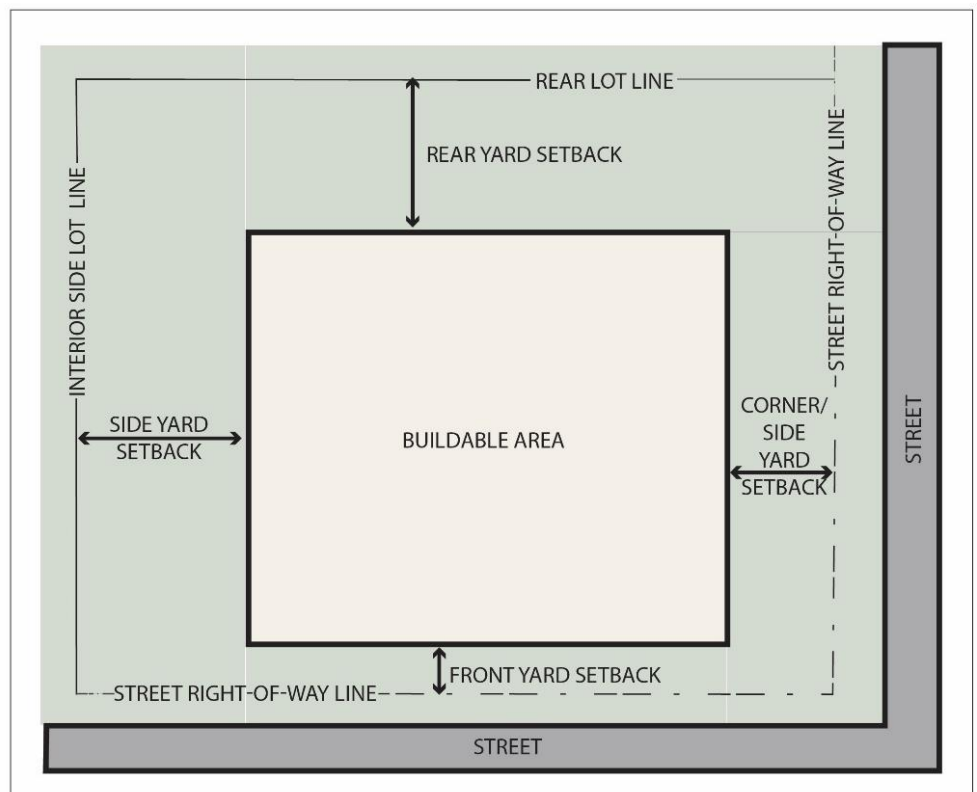 REAR LOT LINE
REAR YARD SETBACK
INTERIOR SIDE LOT LINE
STREET RIGHT-OF-WAY LINE
SIDE YARD
SETBACK
BUILDABLE AREA
CORNER/
SIDE
YARD
SETBACK
STREET
FRONT YARD SETBACK
STREET RIGHT-OF-WAY LINE
STREET